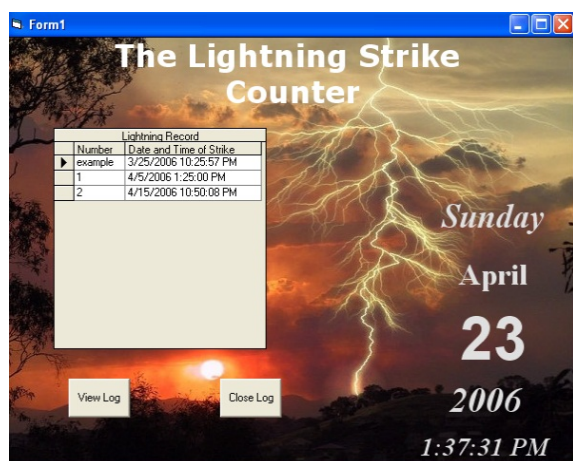 Form1
The Lightning Strike
Counter
Lightning Record
Number Date and Time of Strike
example 3/25/2006 10:25:57 PM
1 4/5/2006 1:25:00 PM
2 4/15/2006 10:50:08 PM
Sunday
April
23
2006
1:37:31 PM
View Log Close Log